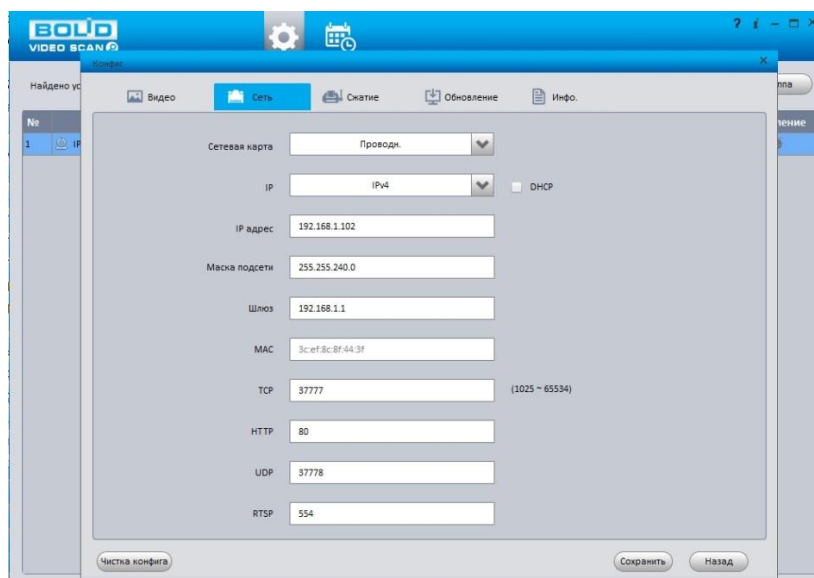 BOLID
VIDEO SCAN
? i
Конфиг X
Найдено ус
ппа
Видео Сеть Сжатие Обновление Инфо.
№
ление
1 IP
Сетевая карта Проводн.
IP IPv4 DHCP
IP адрес 192.168.1.102
Маска подсети 255.255.240.0
Шлюз 192.168.1.1
MAC 3c:ef:8c:8f:44:3f
TCP 37777 (1025 ~ 65534)
HTTP 80
UDP 37778
RTSP 554
Чистка конфига Сохранить Назад